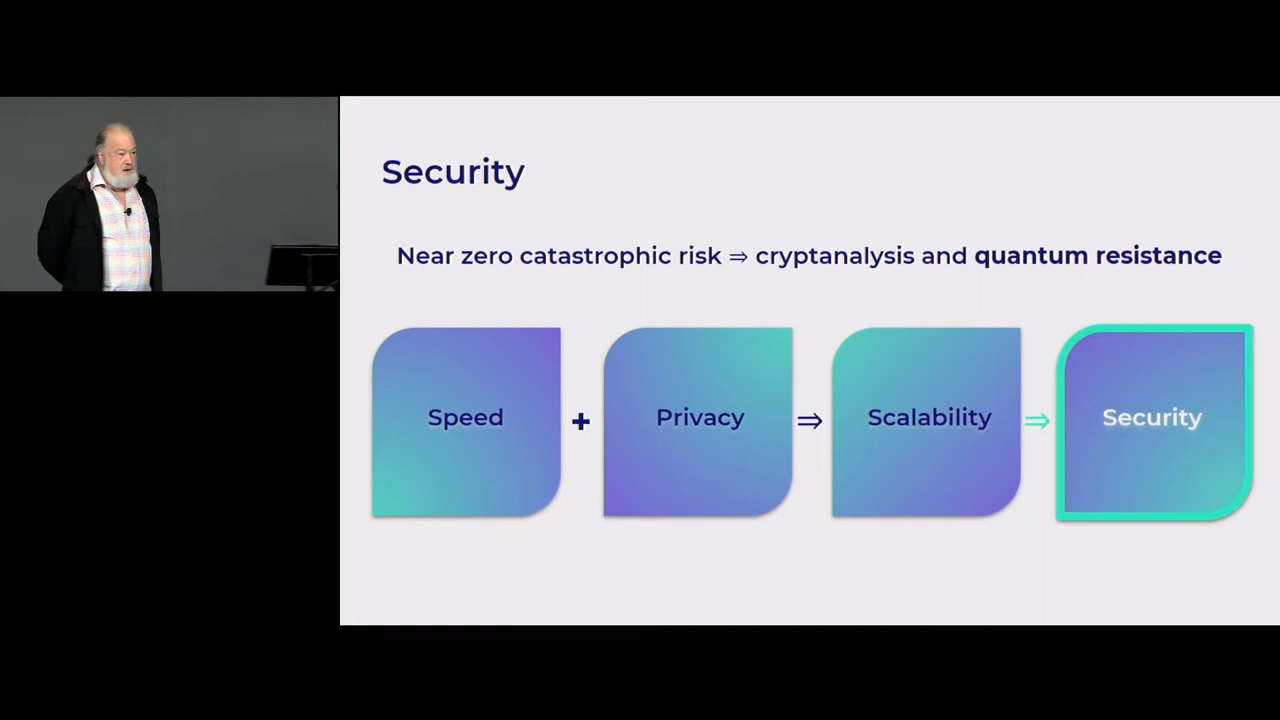 Security
Near zero catastrophic risk ⇒ cryptanalysis and quantum resistance
Speed + Privacy ⇒ Scalability ⇒ Security